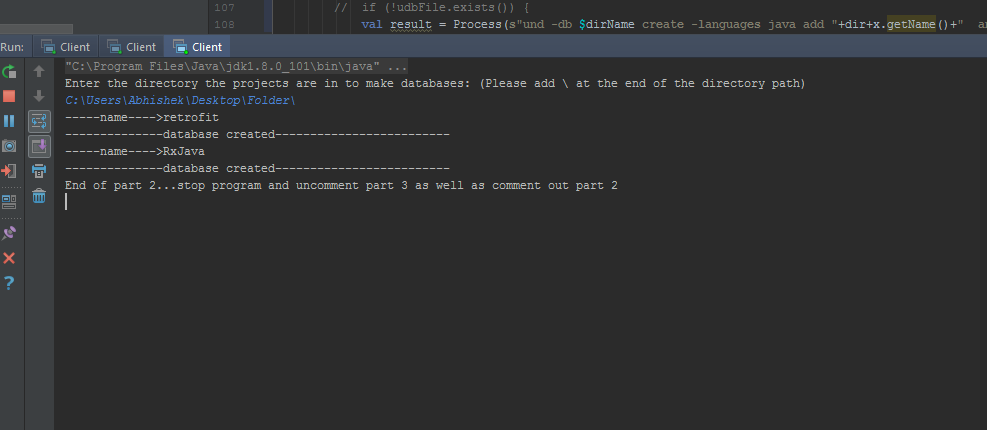 107 // if (!udbFile.exists()) {
108 val result = Process(s"und -db $dirName create -languages java add "+dir+x.getName()+" an
Run: Client Client Client
"C:\Program Files\Java\jdk1.8.0_101\bin\java" ...
Enter the directory the projects are in to make databases: (Please add \ at the end of the directory path)
C:\Users\Abhishek\Desktop\Folder\
-----name---->retrofit
--------------database created-------------------------
-----name---->RxJava
--------------database created-------------------------
End of part 2...stop program and uncomment part 3 as well as comment out part 2